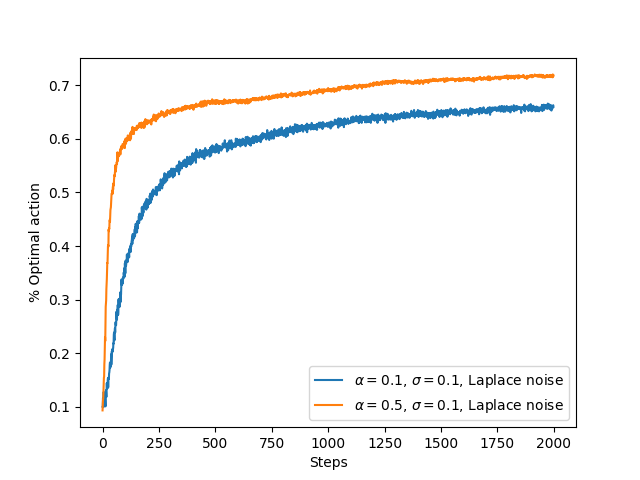 0.7
0.6
0.5
0.4
0.3
0.2
0.1
% Optimal action
α = 0.1, σ = 0.1, Laplace noise
α = 0.5, σ = 0.1, Laplace noise
0 250 500 750 1000 1250 1500 1750 2000
Steps